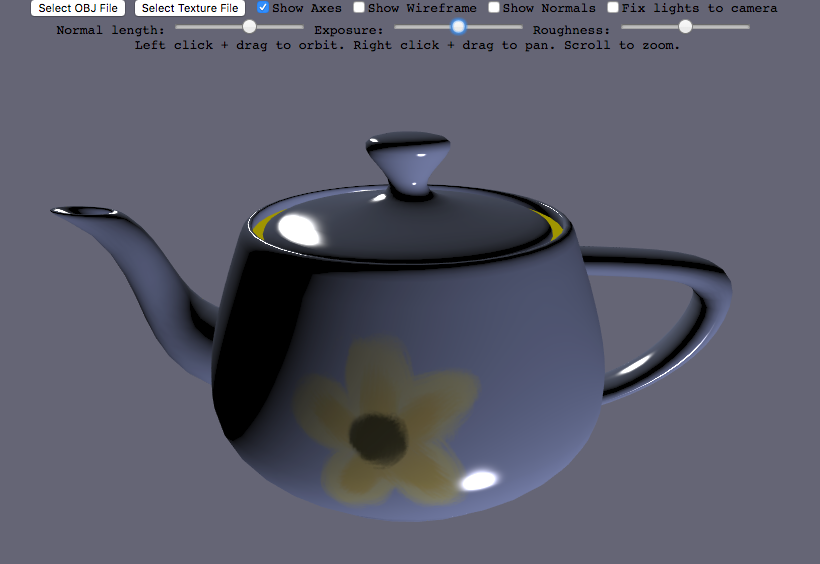 Select OBJ File Select Texture File Show Axes Show Wireframe Show Normals Fix lights to camera
Normal length: Exposure: Roughness:
Left click + drag to orbit. Right click + drag to pan. Scroll to zoom.